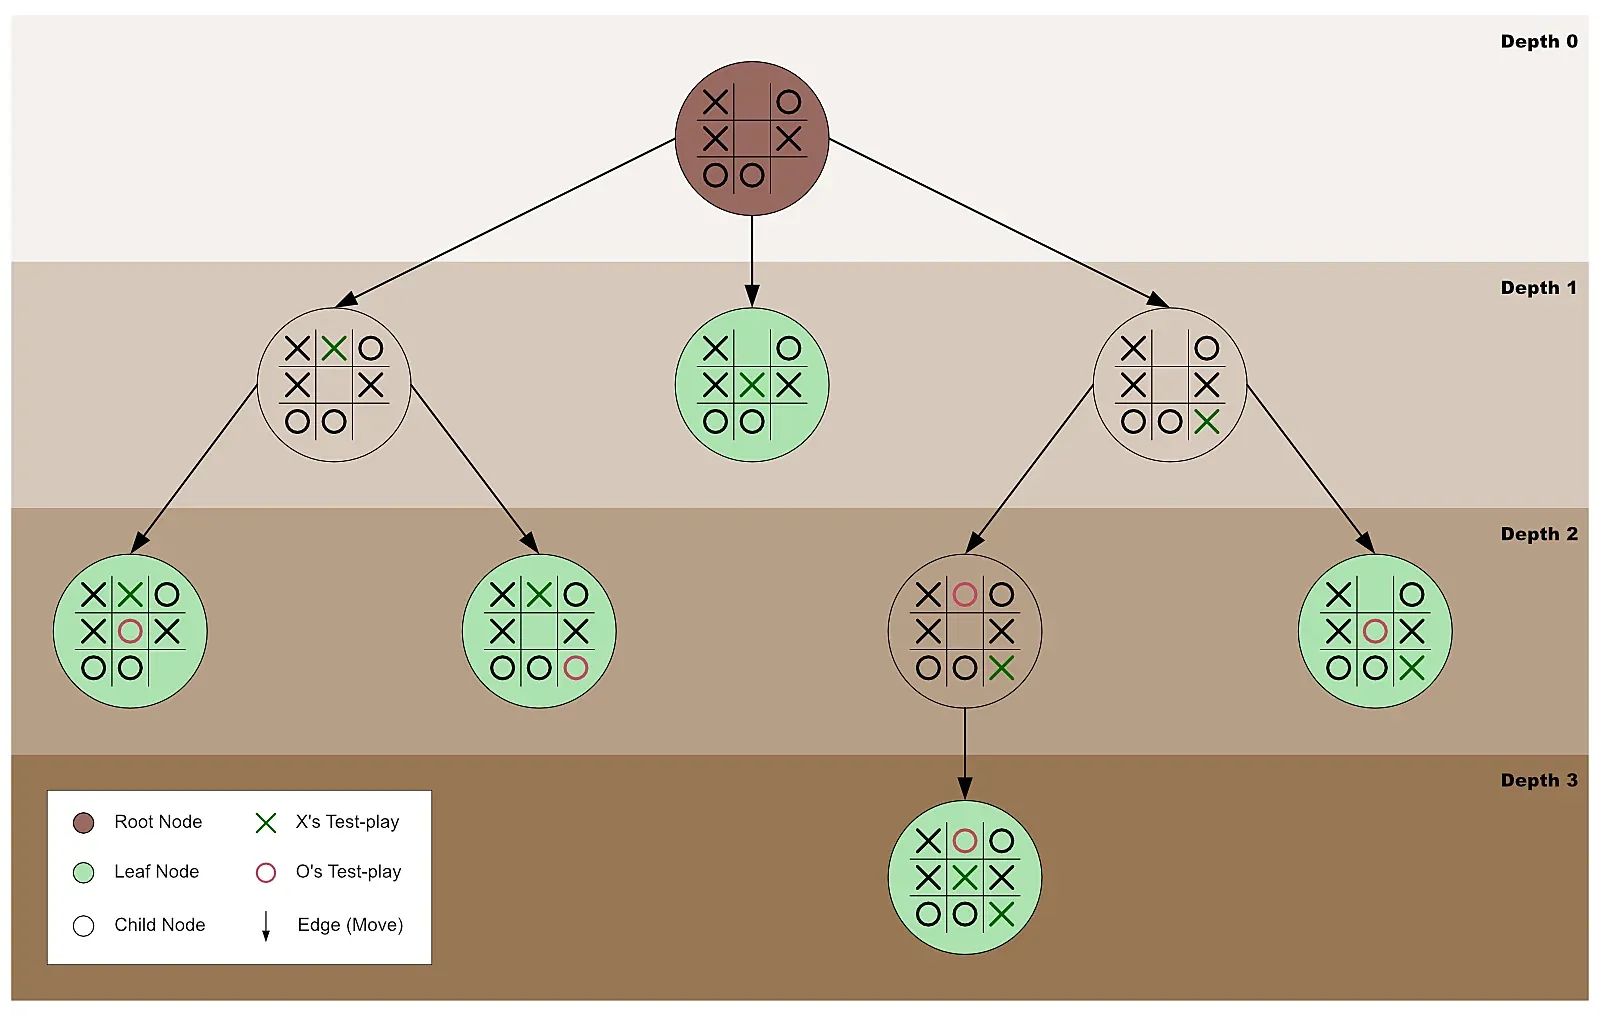 Depth 0
Depth 1
Depth 2
Depth 3
Root Node
X's Test-play
Leaf Node
O's Test-play
Child Node
Edge (Move)